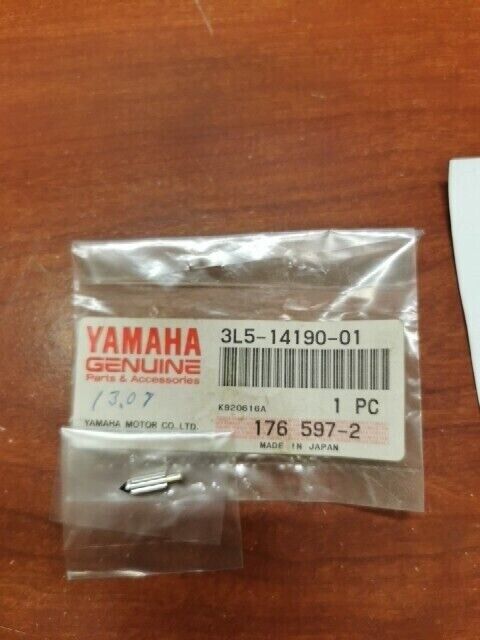 YAMAHA
GENUINE
Parts & Accessories
13.07
YAMAHA MOTOR CO., LTD.
3L5-14190-01
K920616A
1 PC
176 597-2
MADE IN JAPAN